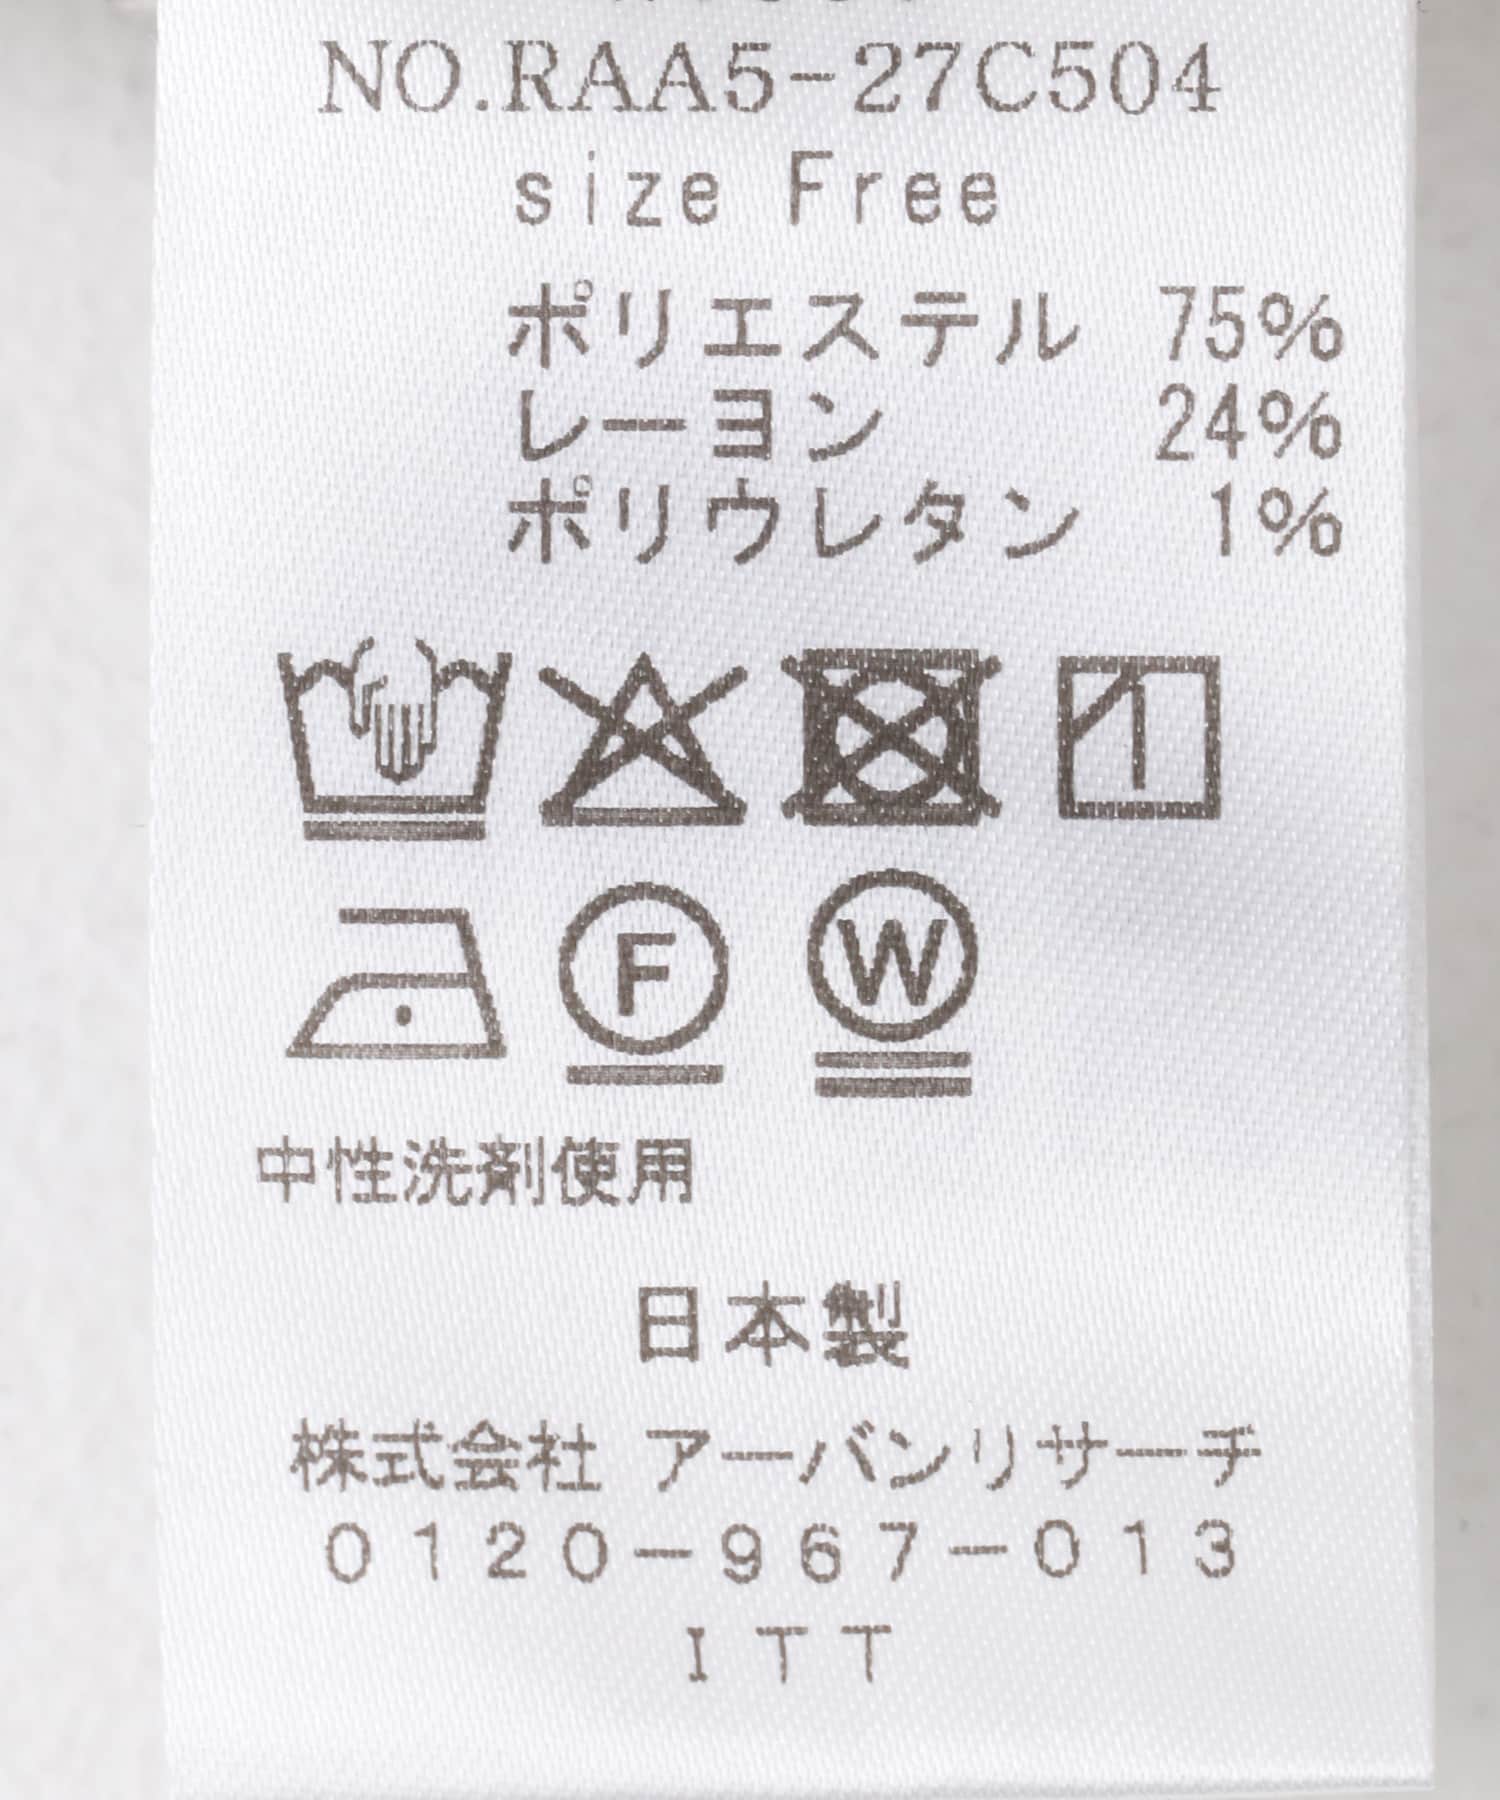 NO.RAA5-27C504
size Free
ポリエステル 75%
レーヨン 24%
ポリウレタン 1%
F W
中性洗剤使用
日本製
株式会社 アーバンリサーチ
0120-967-013
ITT